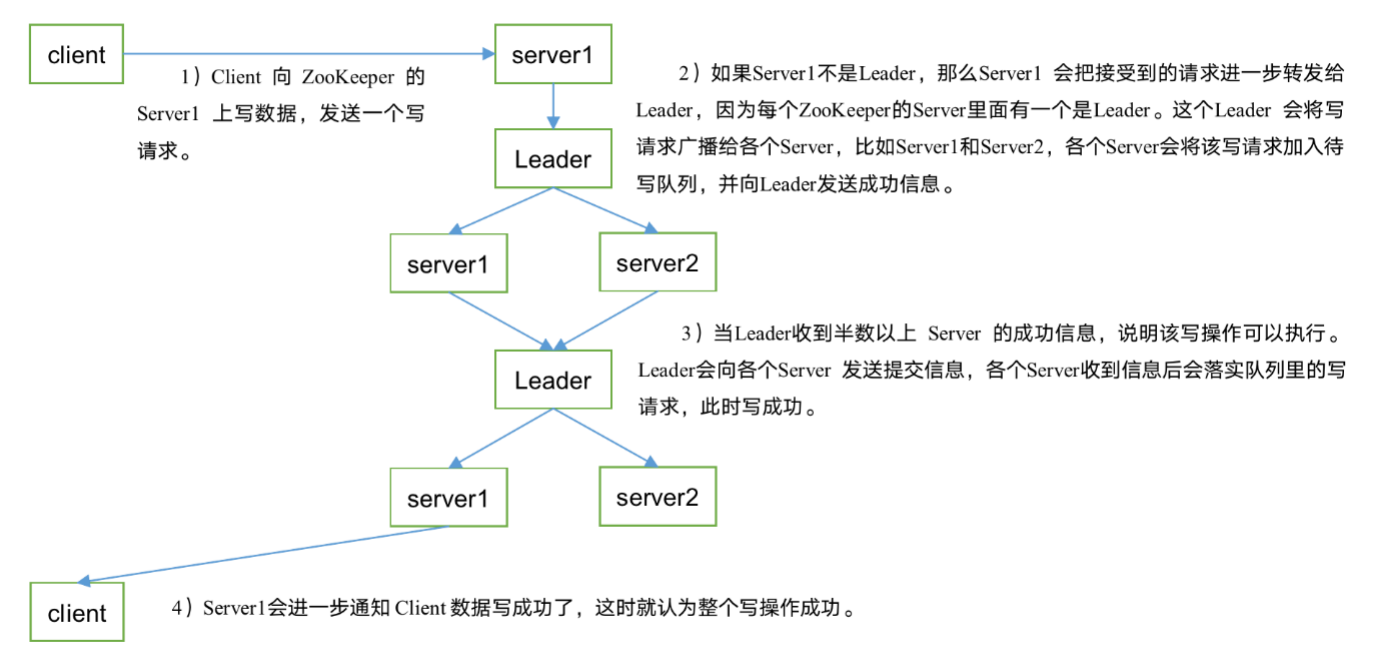 client
server1
1）Client 向 ZooKeeper 的
Server1 上写数据，发送一个写
请求。
2）如果Server1不是Leader，那么Server1 会把接受到的请求进一步转发给
Leader，因为每个ZooKeeper的Server里面有一个是Leader。这个Leader 会将写
请求广播给各个Server，比如Server1和Server2，各个Server会将该写请求加入待
写队列，并向Leader发送成功信息。
Leader
server1
server2
3）当Leader收到半数以上 Server 的成功信息，说明该写操作可以执行。
Leader会向各个Server 发送提交信息，各个Server收到信息后会落实队列里的写
请求，此时写成功。
Leader
server1
server2
client
4）Server1会进一步通知 Client 数据写成功了，这时就认为整个写操作成功。